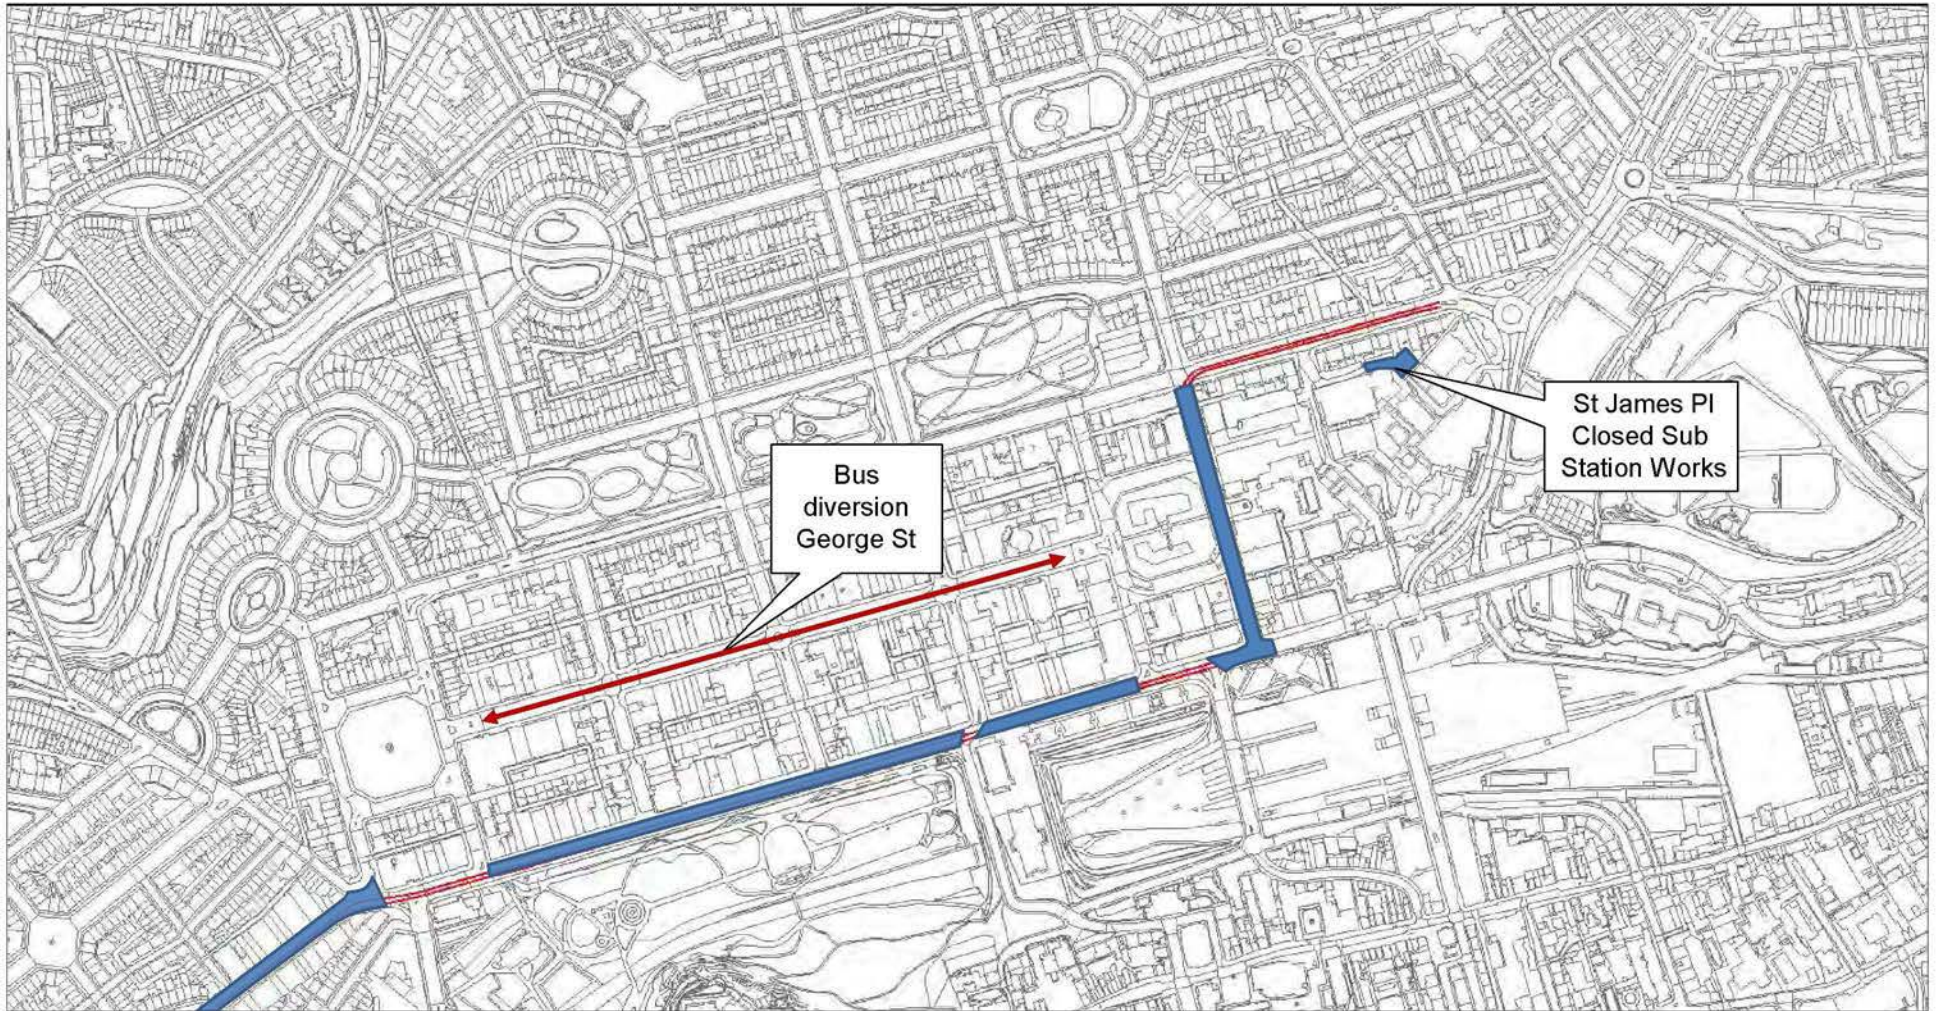 St James Pl
Closed Sub
Station Works
Bus
diversion
George St